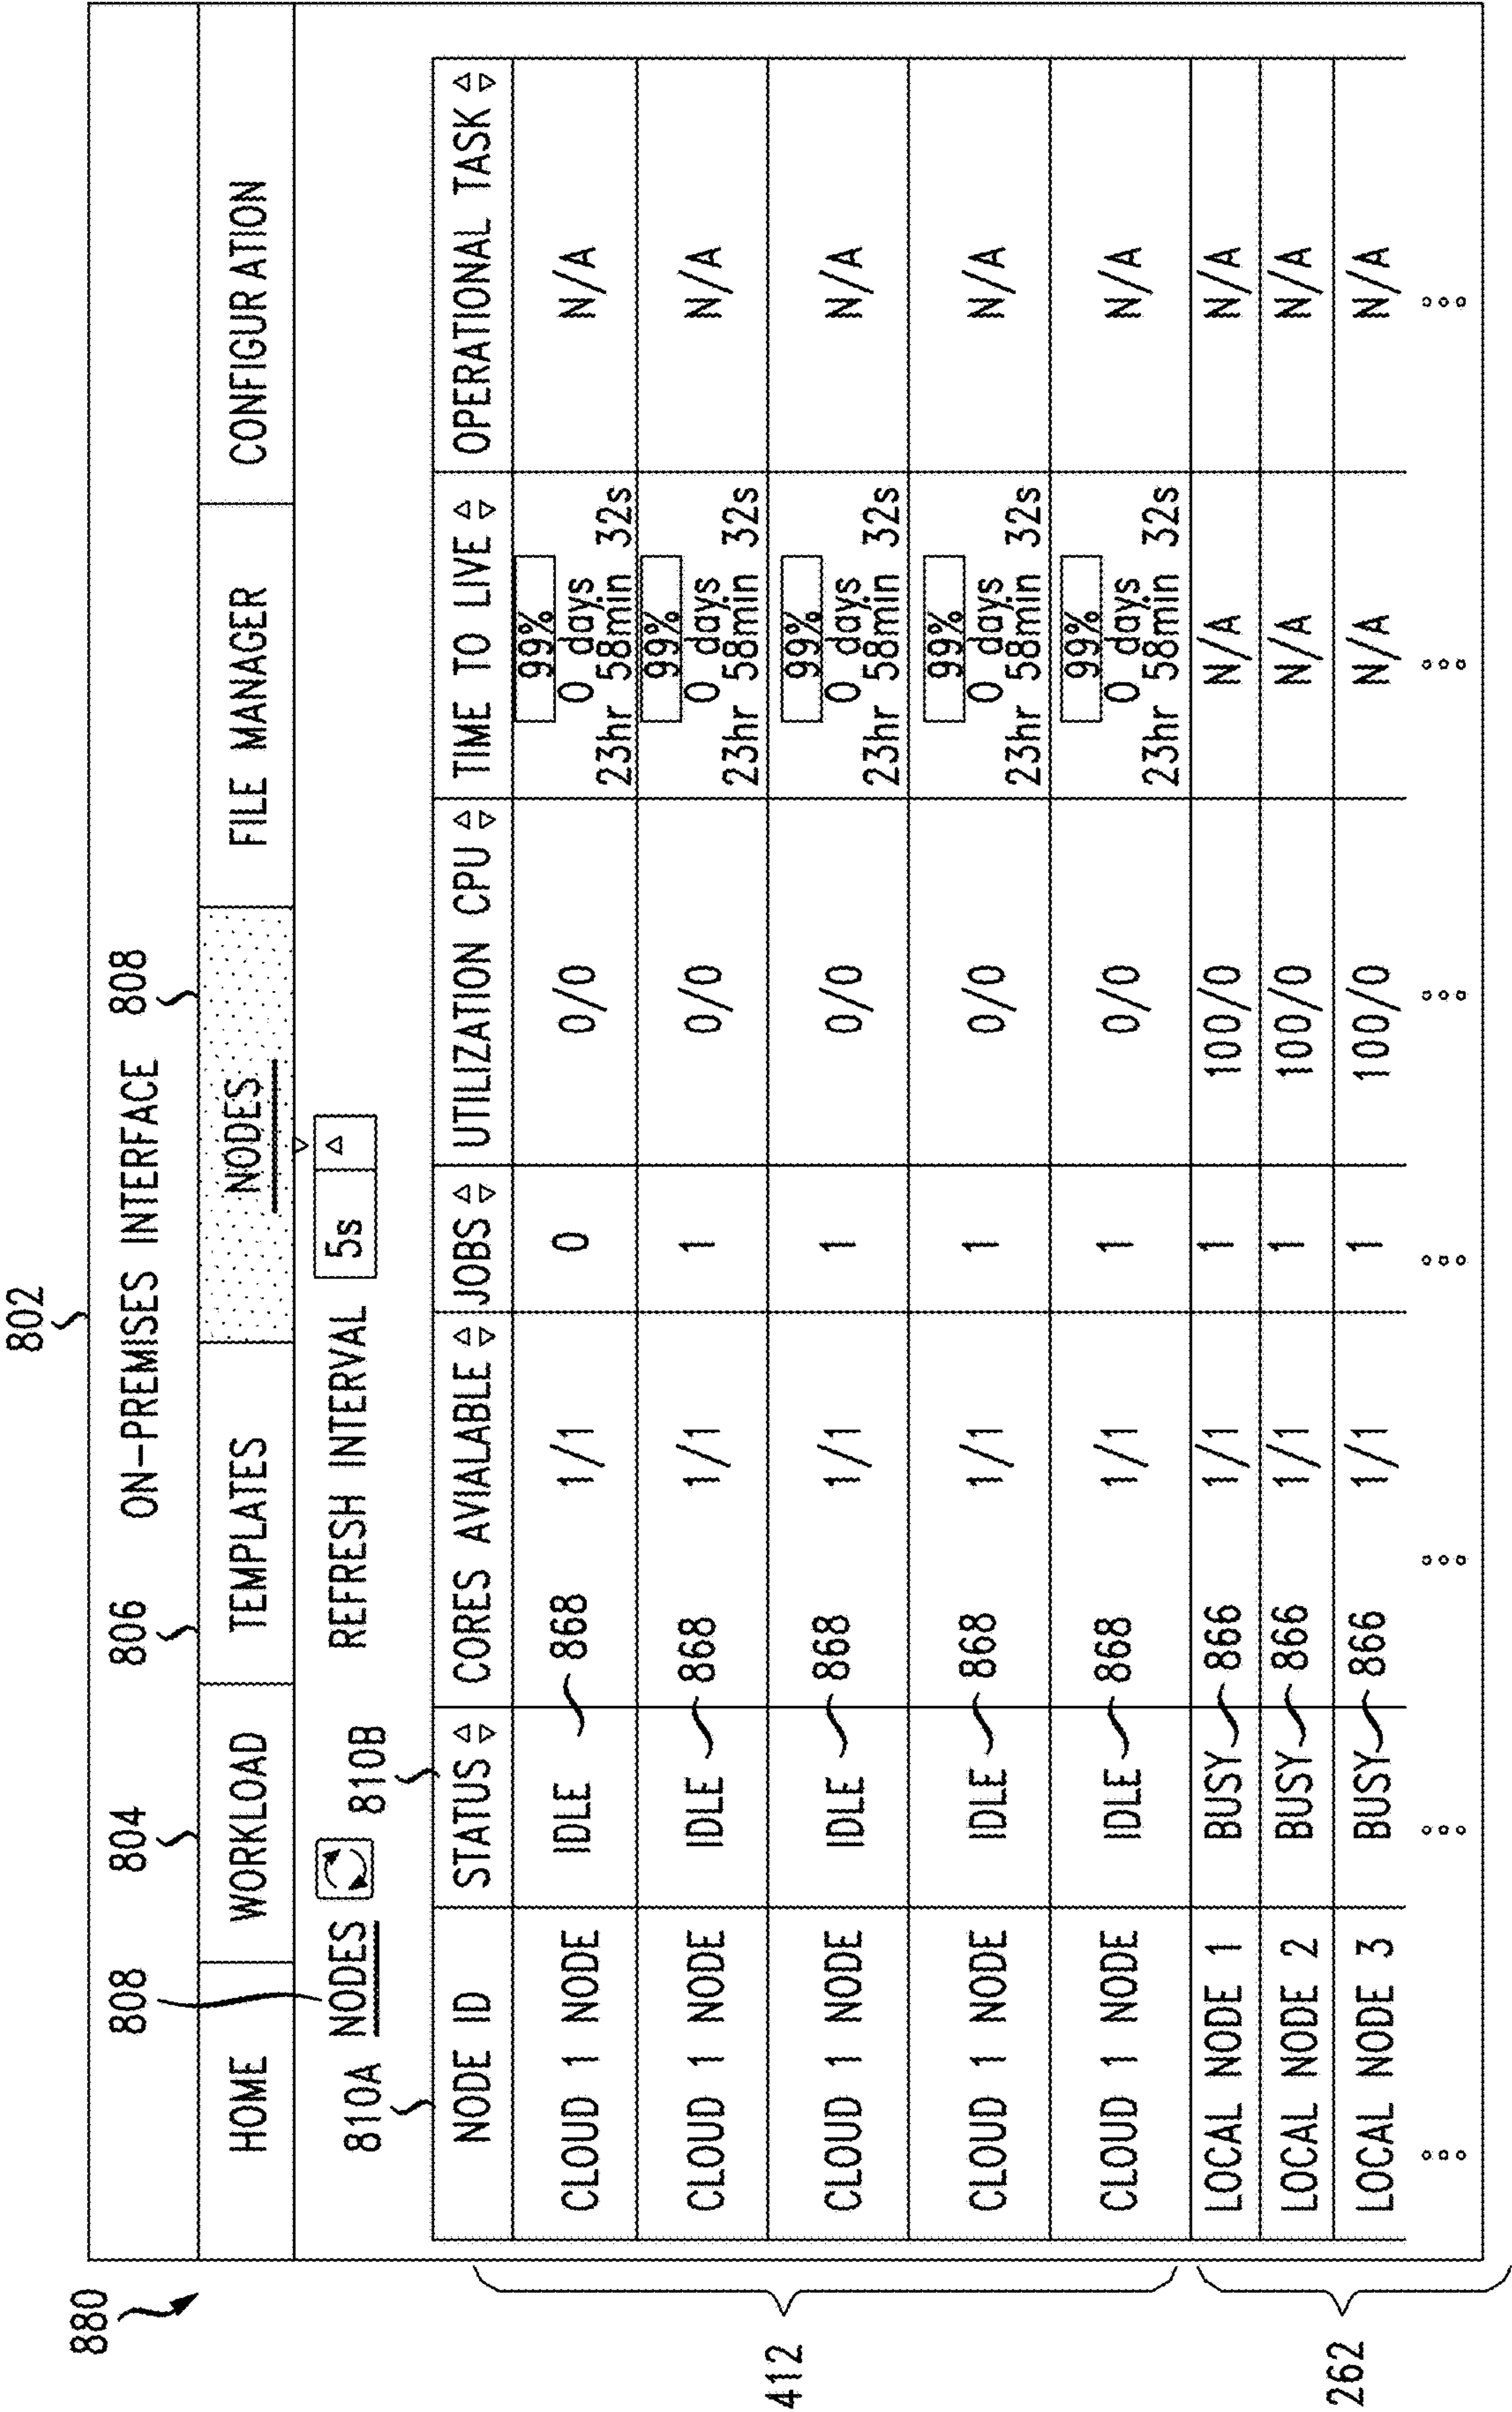 880
802
ON-PREMISES INTERFACE
808 804 806 808
HOME WORKLOAD TEMPLATES NODES FILE MANAGER CONFIGURATION
NODES REFRESH INTERVAL 5s
810A 810B
NODE ID STATUS CORES AVIALABLE JOBS UTILIZATION CPU TIME TO LIVE OPERATIONAL TASK
CLOUD 1 NODE IDLE 868 1/1 0 0/0 99% 0 days 23hr 58min 32s N/A
CLOUD 1 NODE IDLE 868 1/1 1 0/0 99% 0 days 23hr 58min 32s N/A
CLOUD 1 NODE IDLE 868 1/1 1 0/0 99% 0 days 23hr 58min 32s N/A
CLOUD 1 NODE IDLE 868 1/1 1 0/0 99% 0 days 23hr 58min 32s N/A
CLOUD 1 NODE IDLE 868 1/1 1 0/0 99% 0 days 23hr 58min 32s N/A
LOCAL NODE 1 BUSY 866 1/1 1 100/0 N/A N/A
LOCAL NODE 2 BUSY 866 1/1 1 100/0 N/A N/A
LOCAL NODE 3 BUSY 866 1/1 1 100/0 N/A N/A
412
262